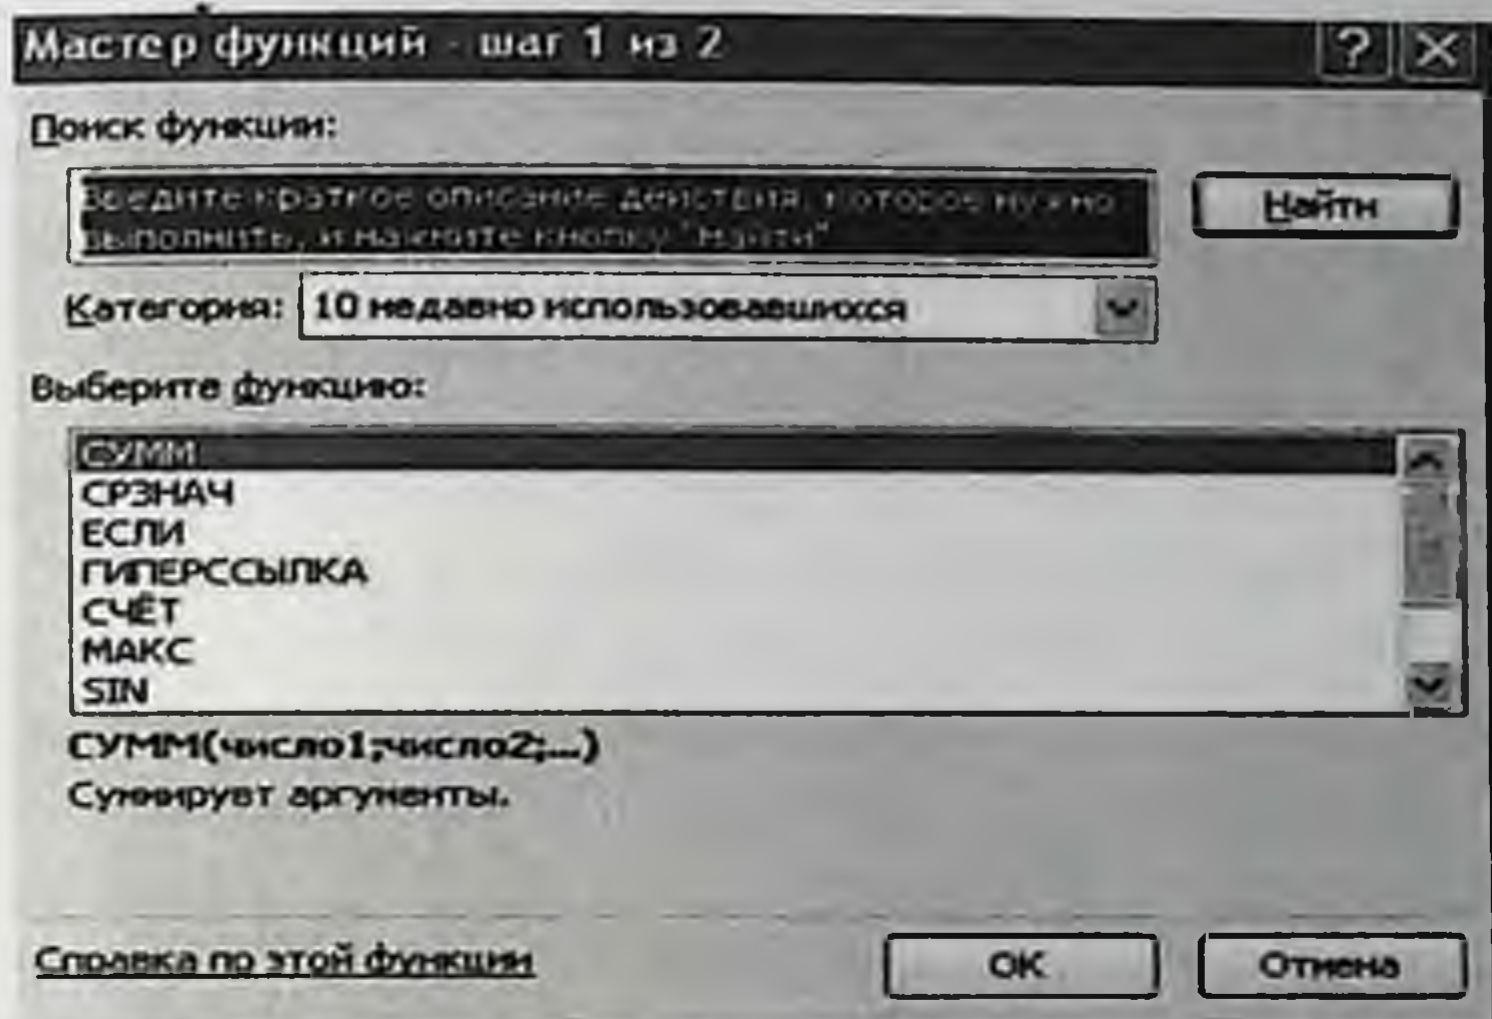 Мастер функций - шаг 1 из 2
Поиск функции:
Введите краткое описание действия, которое нужно
выполнить, и нажмите кнопку "Найти"
Найти
Категория: 10 недавно использовавшихся
Выберите функцию:
СУММ
СРЗНАЧ
ЕСЛИ
ГИПЕРССЫЛКА
СЧЁТ
МАКС
SIN
СУММ(число1;число2;...)
Суммирует аргументы.
Справка по этой функции
ОК
Отмена